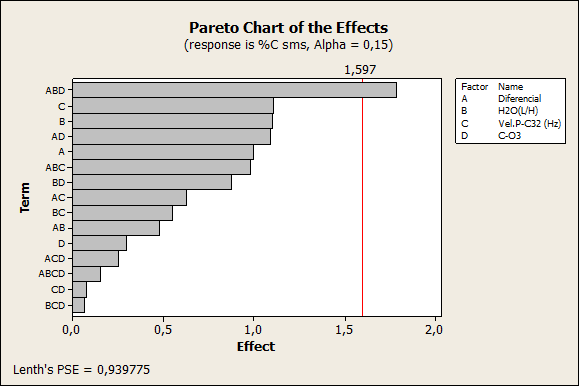 Pareto Chart of the Effects
(response is %C sms, Alpha = 0,15)
1,597
Term
ABD
C
B
AD
A
ABC
BD
AC
BC
AB
D
ACD
ABCD
CD
BCD
0,0 0,5 1,0 1,5 2,0
Effect
Factor Name
A Diferencial
B H2O(L/H)
C Vel.P-C32 (Hz)
D C-O3
Lenth's PSE = 0,939775